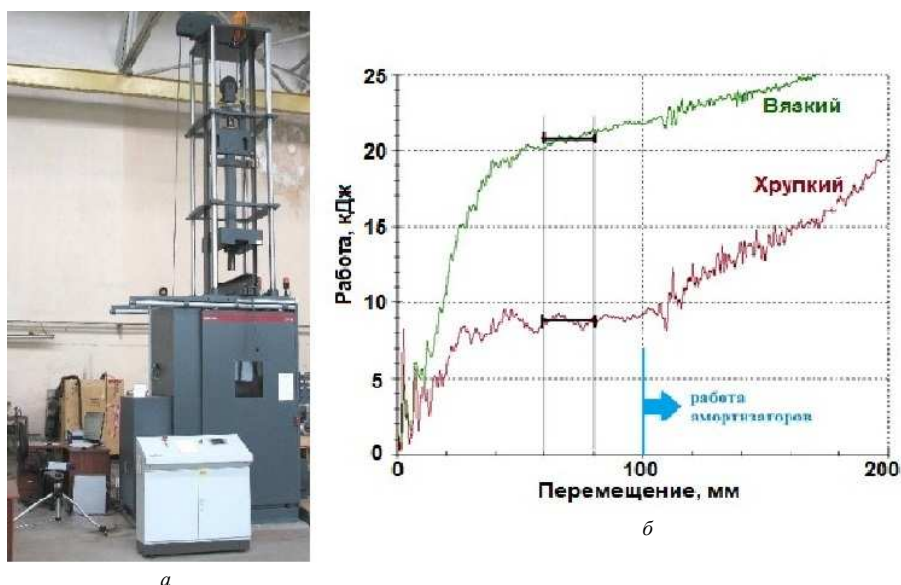 25
20
15
10
5
0
Работа, кДж
Вязкий
Хрупкий
работа
амортизаторов
0
100
200
Перемещение, мм
а
б